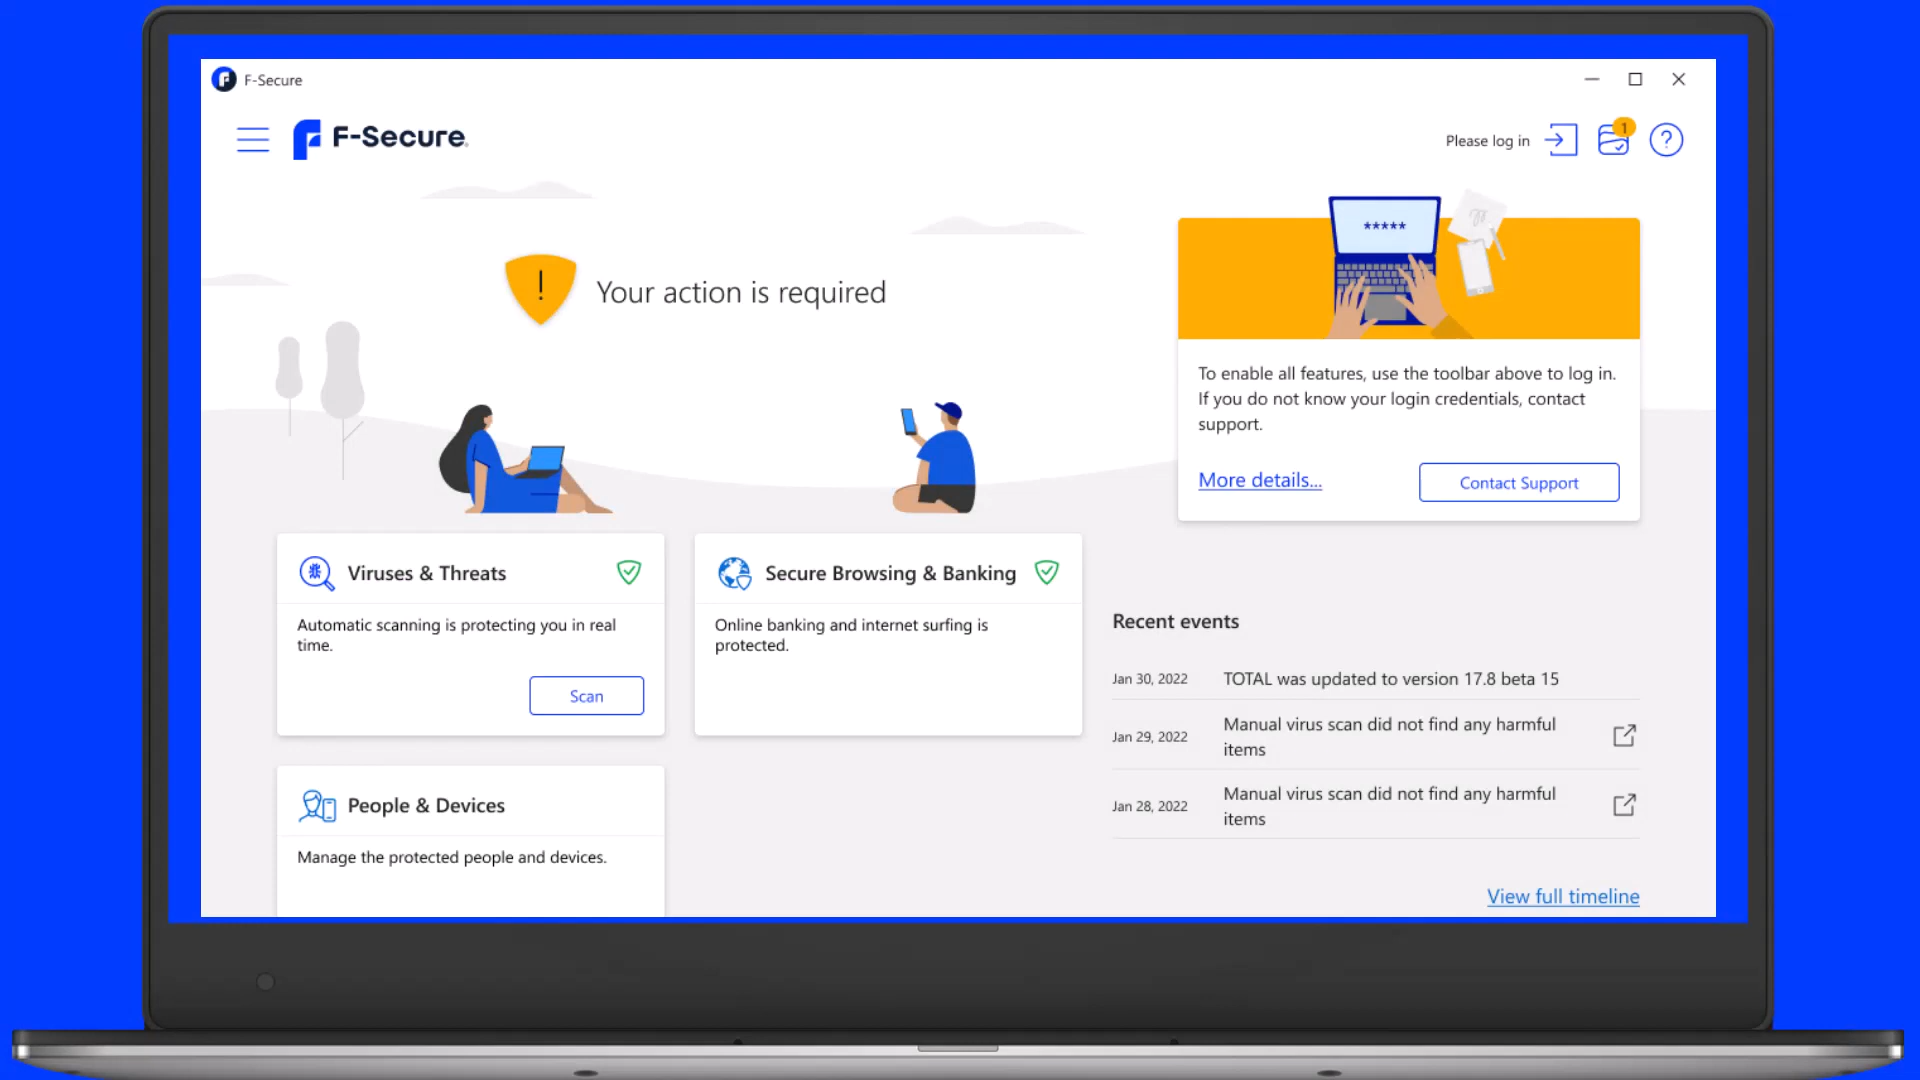 F-Secure
F-Secure
Please log in
1
?
*****
!
Your action is required
To enable all features, use the toolbar above to log in.
If you do not know your login credentials, contact
support.
More details...
Contact Support
Viruses & Threats
Automatic scanning is protecting you in real
time.
Scan
Secure Browsing & Banking
Online banking and internet surfing is
protected.
People & Devices
Manage the protected people and devices.
Recent events
Jan 30, 2022 TOTAL was updated to version 17.8 beta 15
Jan 29, 2022 Manual virus scan did not find any harmful
items
Jan 28, 2022 Manual virus scan did not find any harmful
items
View full timeline